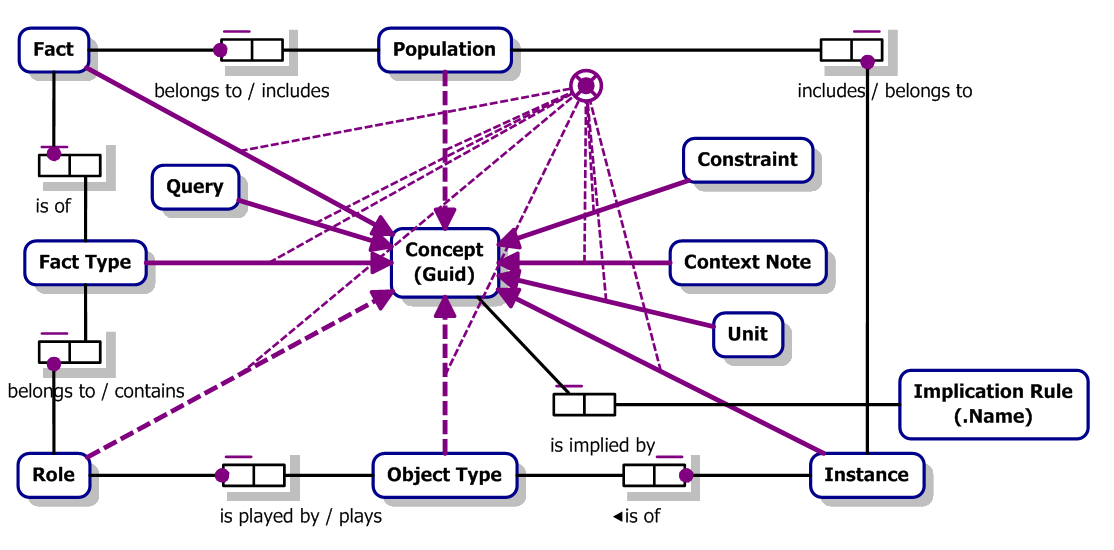 Fact
Population
belongs to / includes
includes / belongs to
Constraint
Query
is of
Concept
(Guid)
Fact Type
Context Note
Unit
belongs to / contains
Implication Rule
(.Name)
is implied by
Role
Object Type
Instance
is played by / plays
◄is of